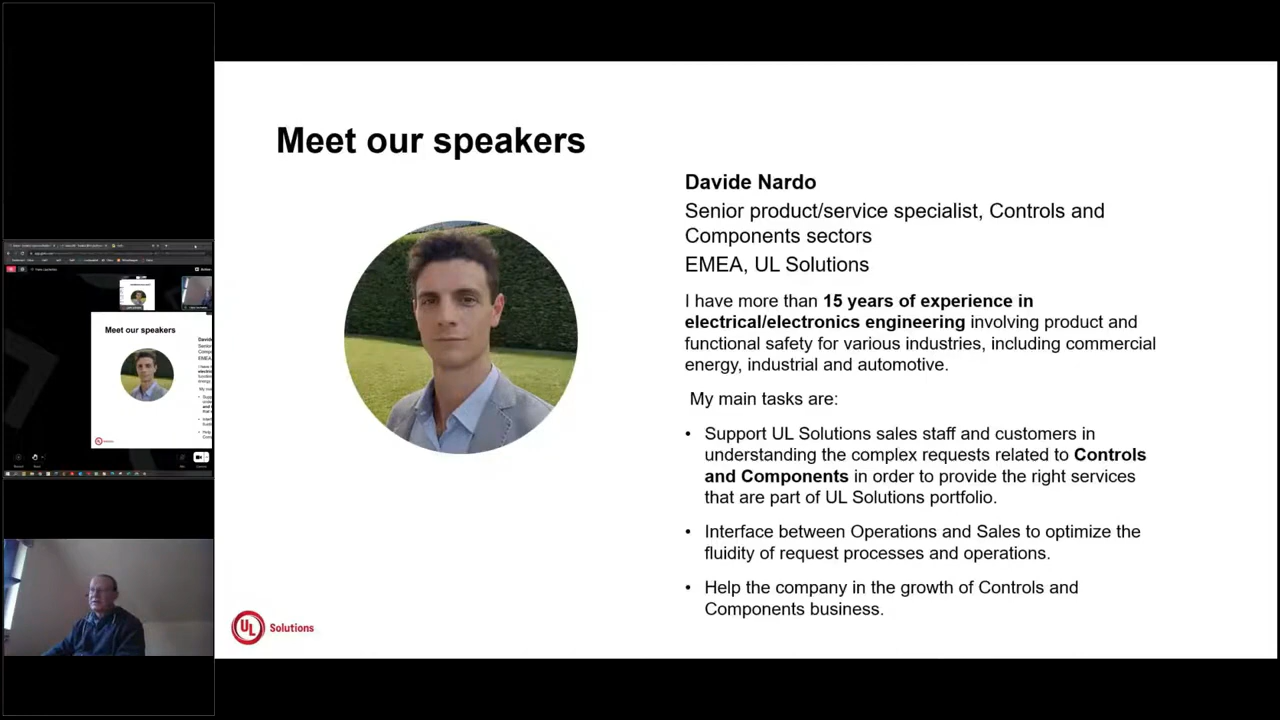 Meet our speakers
Davide Nardo
Senior product/service specialist, Controls and
Components sectors
EMEA, UL Solutions
I have more than 15 years of experience in
electrical/electronics engineering involving product and
functional safety for various industries, including commercial
energy, industrial and automotive.
My main tasks are:
• Support UL Solutions sales staff and customers in
understanding the complex requests related to Controls
and Components in order to provide the right services
that are part of UL Solutions portfolio.
• Interface between Operations and Sales to optimize the
fluidity of request processes and operations.
• Help the company in the growth of Controls and
Components business.
UL Solutions
Meet our speakers